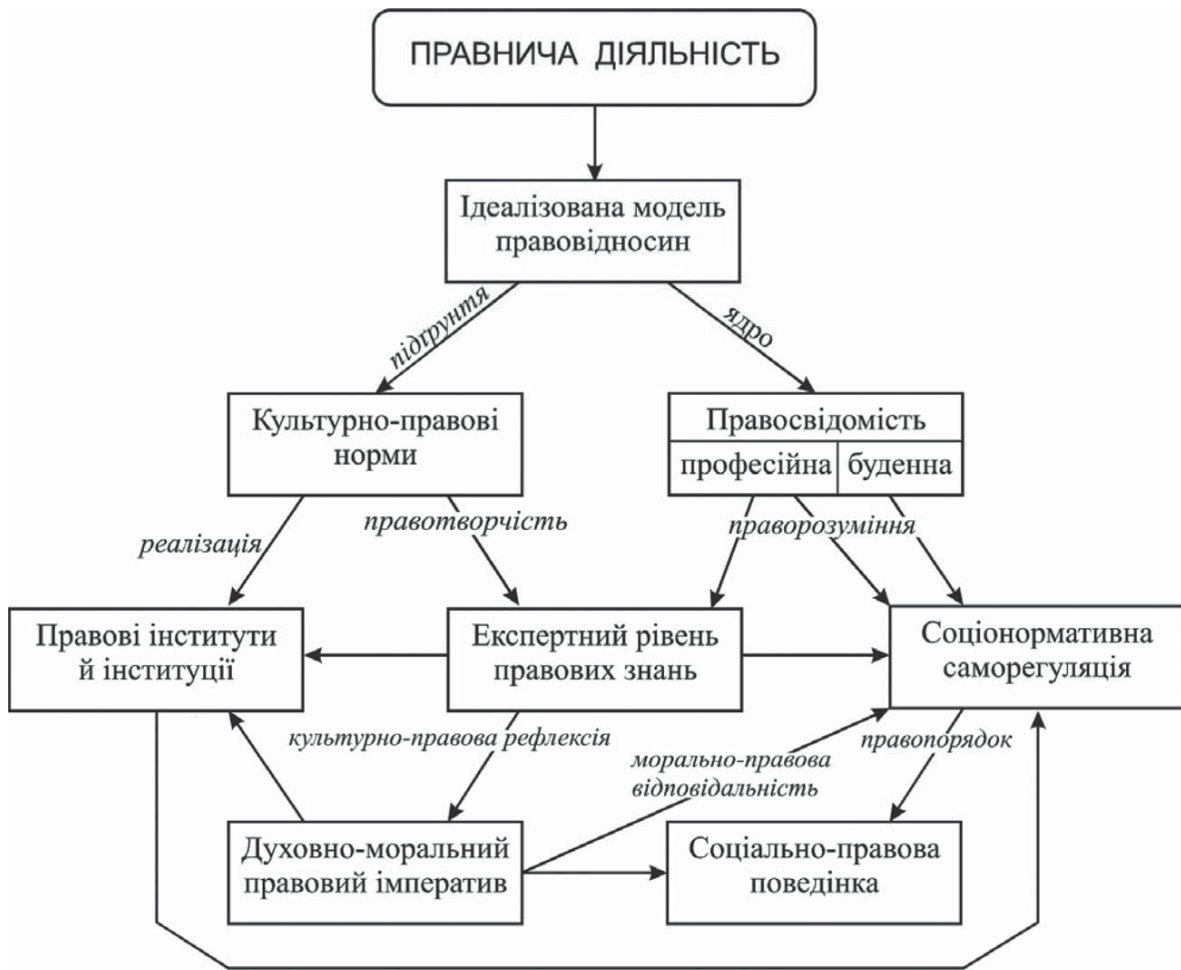 ПРАВНИЧА ДІЯЛЬНІСТЬ
Ідеалізована модель
правовідносин
підґрунтя
ядро
Культурно-правові
норми
Правосвідомість
професійна
буденна
реалізація
правотворчість
праворозуміння
Правові інститути
й інституції
Експертний рівень
правових знань
Соціонормативна
саморегуляція
культурно-правова рефлексія
морально-правова
відповідальність
правопорядок
Духовно-моральний
правовий імператив
Соціально-правова
поведінка